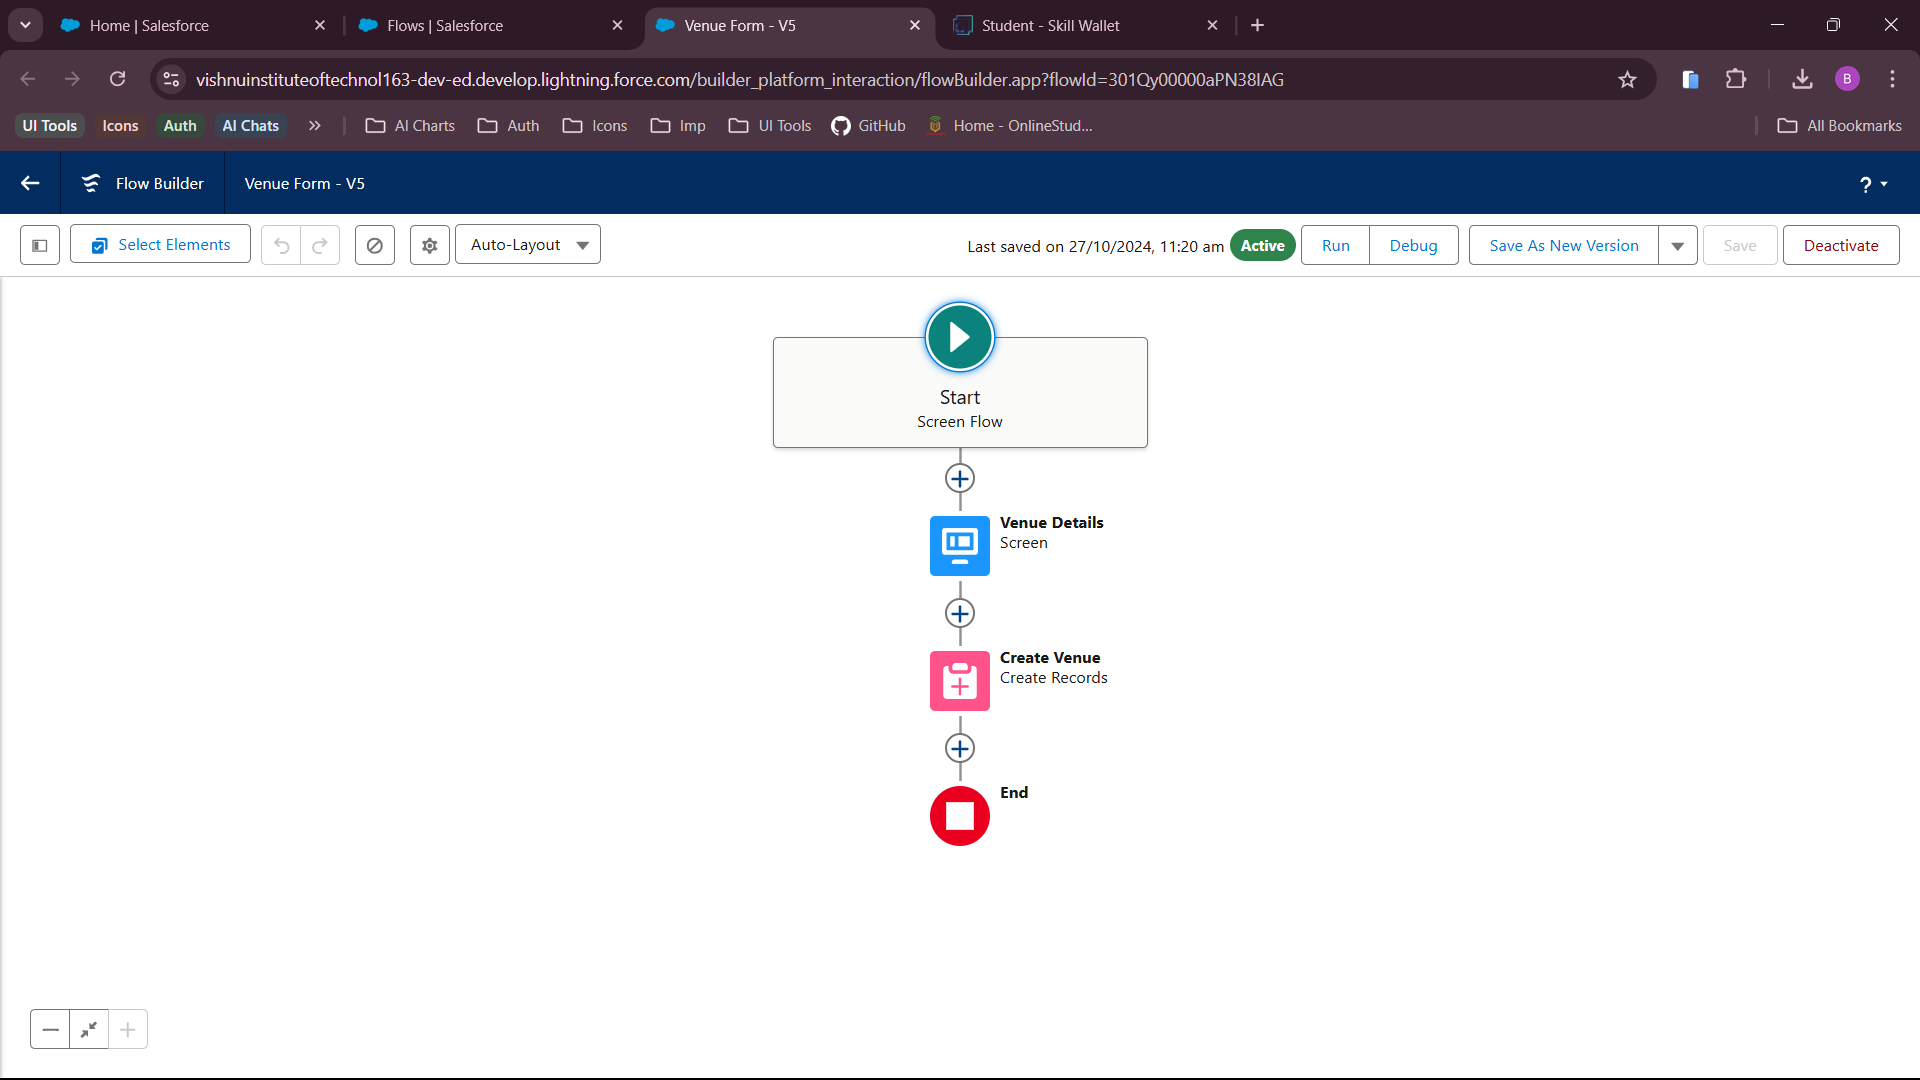 Home | Salesforce
Flows | Salesforce
Venue Form - V5
Student - Skill Wallet
vishnuinstituteoftechnol163-dev-ed.develop.lightning.force.com/builder_platform_interaction/flowBuilder.app?flowId=301Qy00000aPN38IAG
B
UI Tools
Icons
Auth
AI Chats
AI Charts
Auth
Icons
Imp
UI Tools
GitHub
Home - OnlineStud...
All Bookmarks
Flow Builder
Venue Form - V5
?
Select Elements
Auto-Layout
Last saved on 27/10/2024, 11:20 am
Active
Run
Debug
Save As New Version
Save
Deactivate
Start
Screen Flow
Venue Details
Screen
Create Venue
Create Records
End